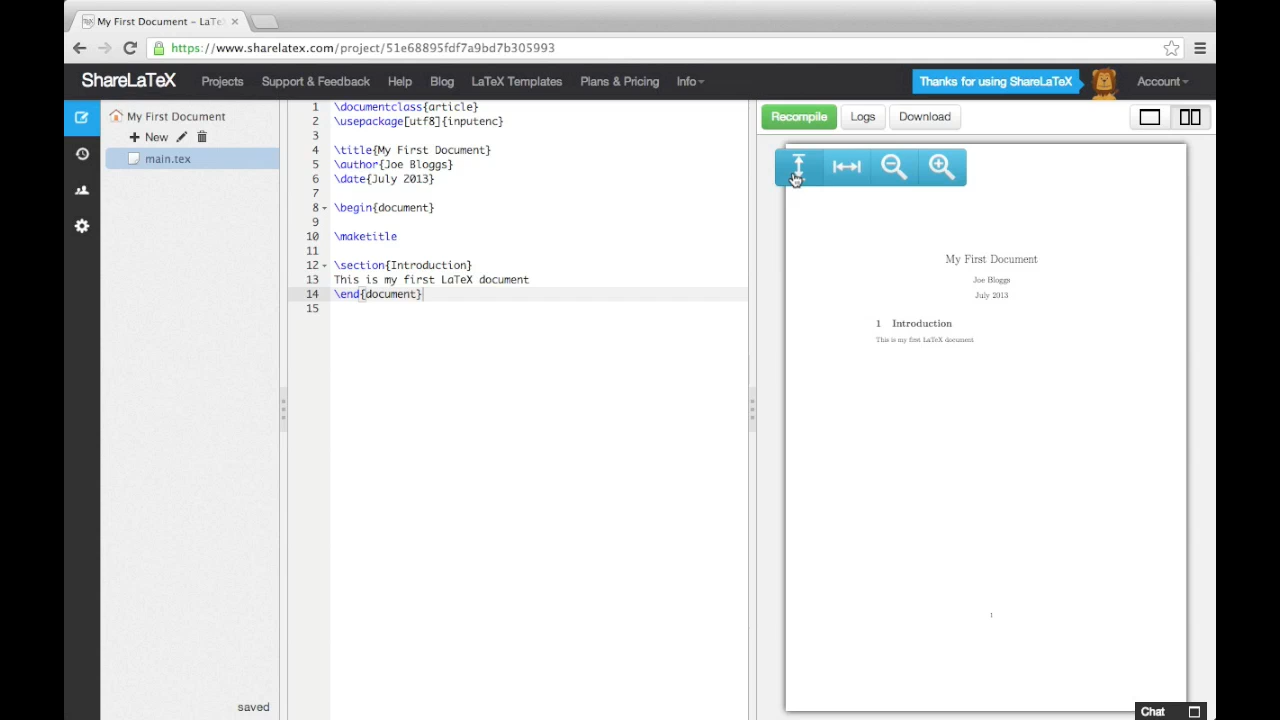 My First Document - LaTeX
https://www.sharelatex.com/project/51e68895fdf7a9bd7b305993
ShareLaTeX Projects Support & Feedback Help Blog LaTeX Templates Plans & Pricing Info Thanks for using ShareLaTeX Account
My First Document
New
main.tex
saved
1 \documentclass{article}
2 \usepackage[utf8]{inputenc}
3
4 \title{My First Document}
5 \author{Joe Bloggs}
6 \date{July 2013}
7
8 \begin{document}
9
10 \maketitle
11
12 \section{Introduction}
13 This is my first LaTeX document
14 \end{document}
15
Recompile Logs Download
My First Document
Joe Bloggs
July 2013
1 Introduction
This is my first LaTeX document
1
Chat